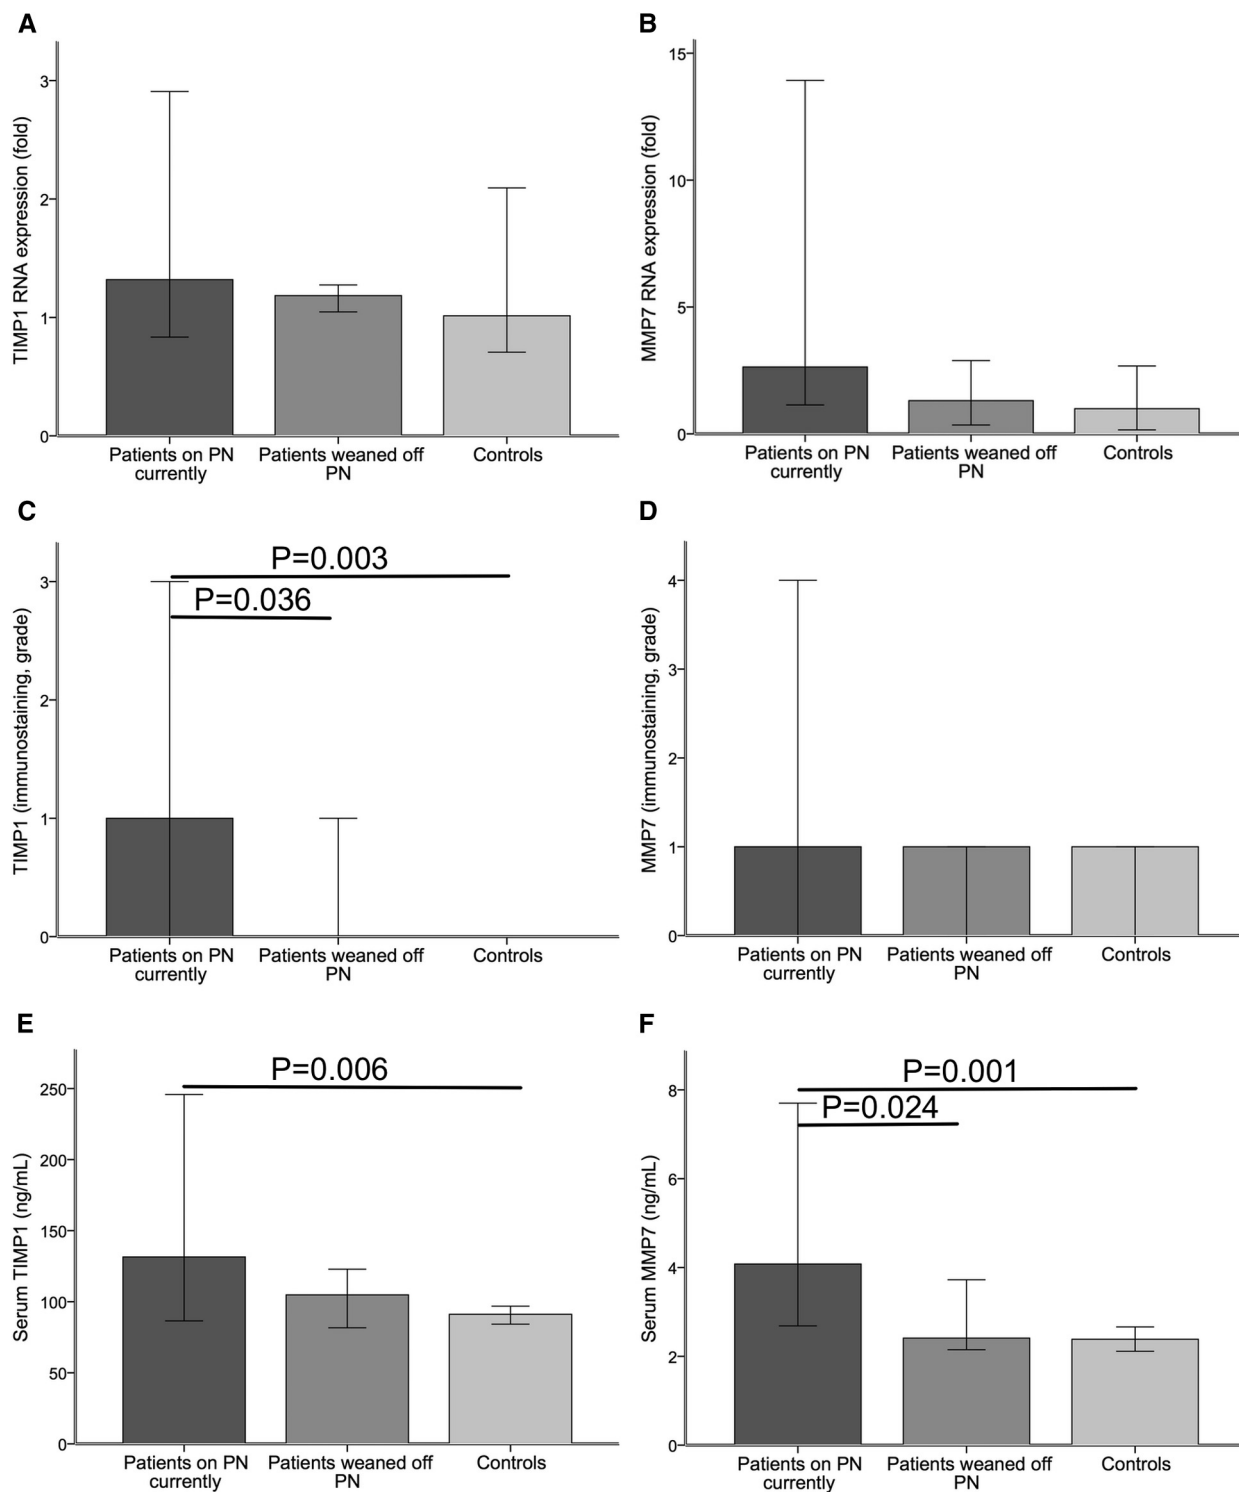 A
TIMP1 RNA expression (fold)
3
2
1
0
Patients on PN
currently
Patients weaned off
PN
Controls
B
MMP7 RNA expression (fold)
15
10
5
0
Patients on PN
currently
Patients weaned off
PN
Controls
C
TIMP1 (immunostaining, grade)
3
2
1
0
P=0.003
P=0.036
Patients on PN
currently
Patients weaned off
PN
Controls
D
MMP7 (immunostaining, grade)
4
3
2
1
0
Patients on PN
currently
Patients weaned off
PN
Controls
E
Serum TIMP1 (ng/mL)
250
200
150
100
50
0
P=0.006
Patients on PN
currently
Patients weaned off
PN
Controls
F
Serum MMP7 (ng/mL)
8
6
4
2
0
P=0.001
P=0.024
Patients on PN
currently
Patients weaned off
PN
Controls